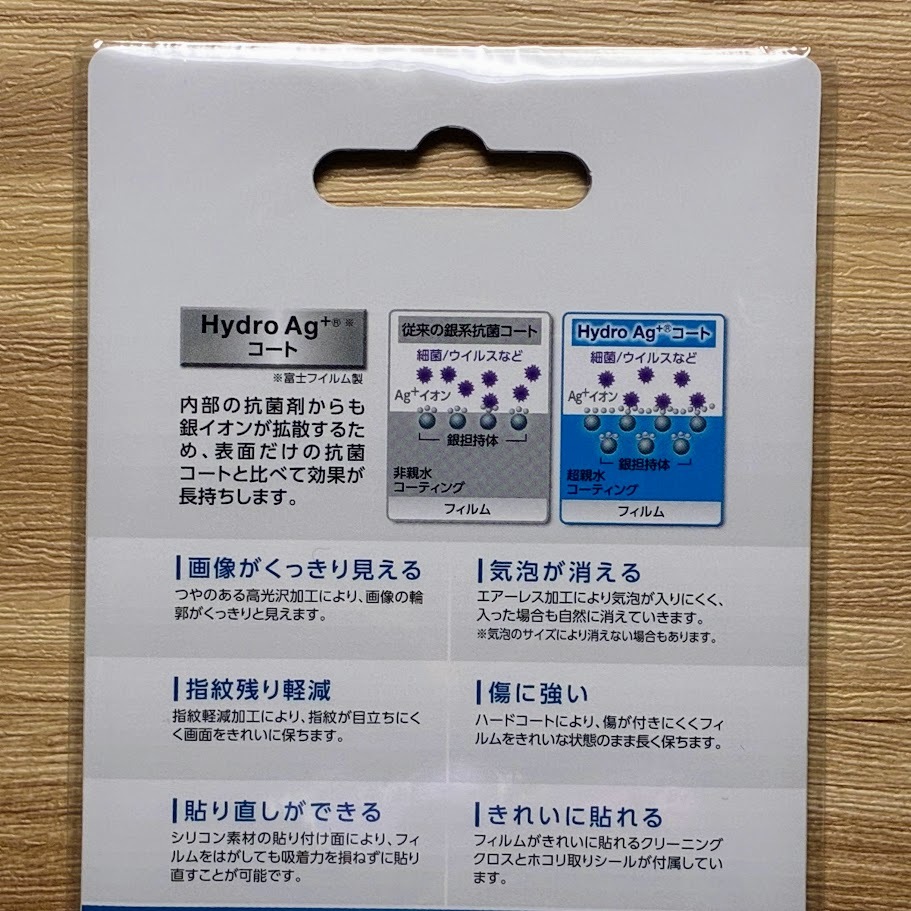 Hydro Ag+®※
コート
※富士フイルム製
内部の抗菌剤からも
銀イオンが拡散するた
め、表面だけの抗菌
コートと比べて効果が
長持ちします。
従来の銀系抗菌コート
細菌/ウイルスなど
Ag+イオン
銀担持体
非親水
コーティング
フィルム
Hydro Ag+®コート
細菌/ウイルスなど
Ag+イオン
銀担持体
超親水
コーティング
フィルム
画像がくっきり見える
つやのある高光沢加工により、画像の輪
郭がくっきりと見えます。
気泡が消える
エアーレス加工により気泡が入りにくく、
入った場合も自然に消えていきます。
※気泡のサイズにより消えない場合もあります。
指紋残り軽減
指紋軽減加工により、指紋が目立ちにく
く画面をきれいに保ちます。
傷に強い
ハードコートにより、傷が付きにくくフィ
ルムをきれいな状態のまま長く保ちます。
貼り直しができる
シリコン素材の貼り付け面により、フィ
ルムをはがしても吸着力を損ねずに貼り
直すことが可能です。
きれいに貼れる
フィルムがきれいに貼れるクリーニング
クロスとホコリ取りシールが付属してい
ます。